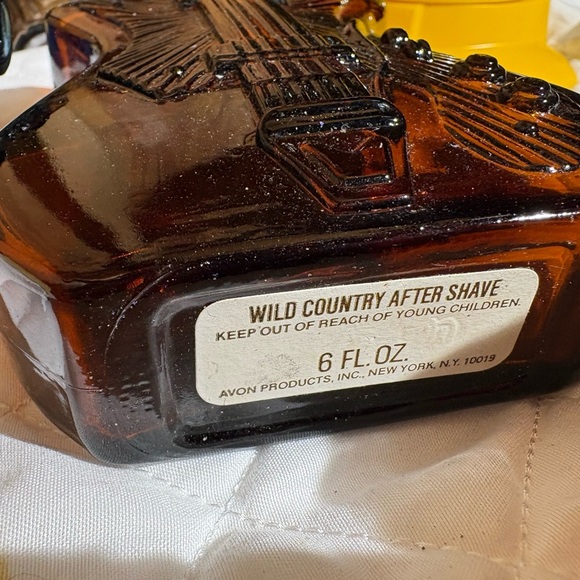 WILD COUNTRY AFTER SHAVE
KEEP OUT OF REACH OF YOUNG CHILDREN.
6 FL. OZ.
AVON PRODUCTS, INC., NEW YORK, N.Y. 10019